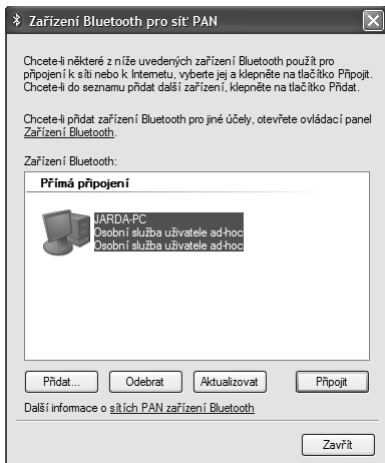 Zařízení Bluetooth pro síť PAN
Chcete-li některé z níže uvedených zařízení Bluetooth použít pro
připojení k síti nebo k Internetu, vyberte jej a klepněte na tlačítko Připojit.
Chcete-li do seznamu přidat další zařízení, klepněte na tlačítko Přidat.
Chcete-li přidat zařízení Bluetooth pro jiné účely, otevřete ovládací panel
Zařízení Bluetooth.
Zařízení Bluetooth:
Přímá připojení
JARDA-PC
Osobní služba uživatele ad-hoc
Osobní služba uživatele ad-hoc
Přidat... Odebrat Aktualizovat Připojit
Další informace o sítích PAN zařízení Bluetooth
Zavřít